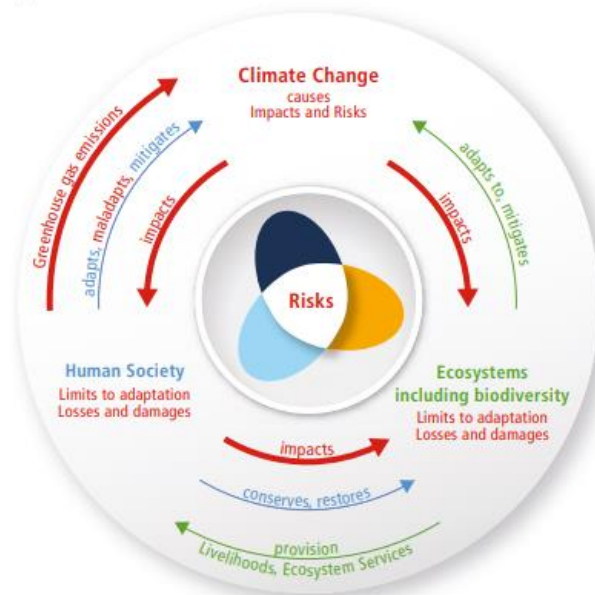 Climate Change
causes
Impacts and Risks
Greenhouse gas emissions
adapts, maladapts, mitigates
impacts
impacts
adapts to, mitigates
Risks
Human Society
Limits to adaptation
Losses and damages
Ecosystems
including biodiversity
Limits to adaptation
Losses and damages
impacts
conserves, restores
provision
Livelihoods, Ecosystem Services